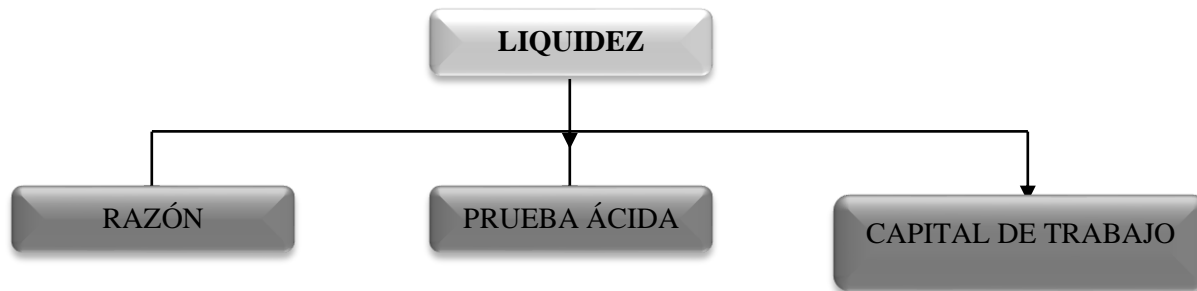 LIQUIDEZ
RAZÓN
PRUEBA ÁCIDA
CAPITAL DE TRABAJO